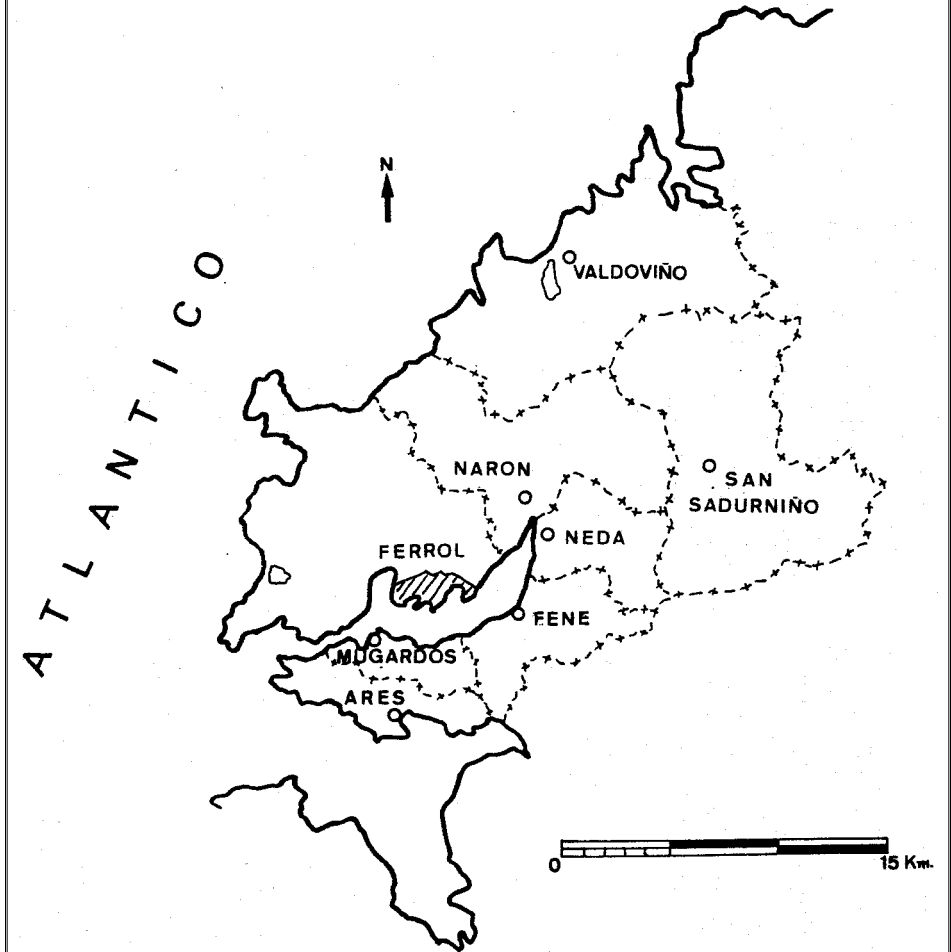 N
ATLANTICO
VALDOVIÑO
NARON
SAN
SADURNIÑO
NEDA
FERROL
FENE
MUGARDOS
ARES
0
15 Km.